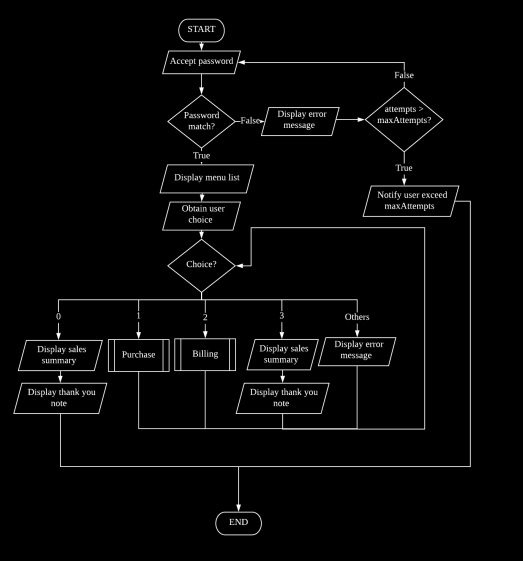 START
Accept password
False
Password
match?
False
Display error
message
attempts >
maxAttempts?
True
True
Display menu list
Notify user exceed
maxAttempts
Obtain user
choice
Choice?
0
1
2
3
Others
Display sales
summary
Purchase
Billing
Display sales
summary
Display error
message
Display thank you
note
Display thank you
note
END